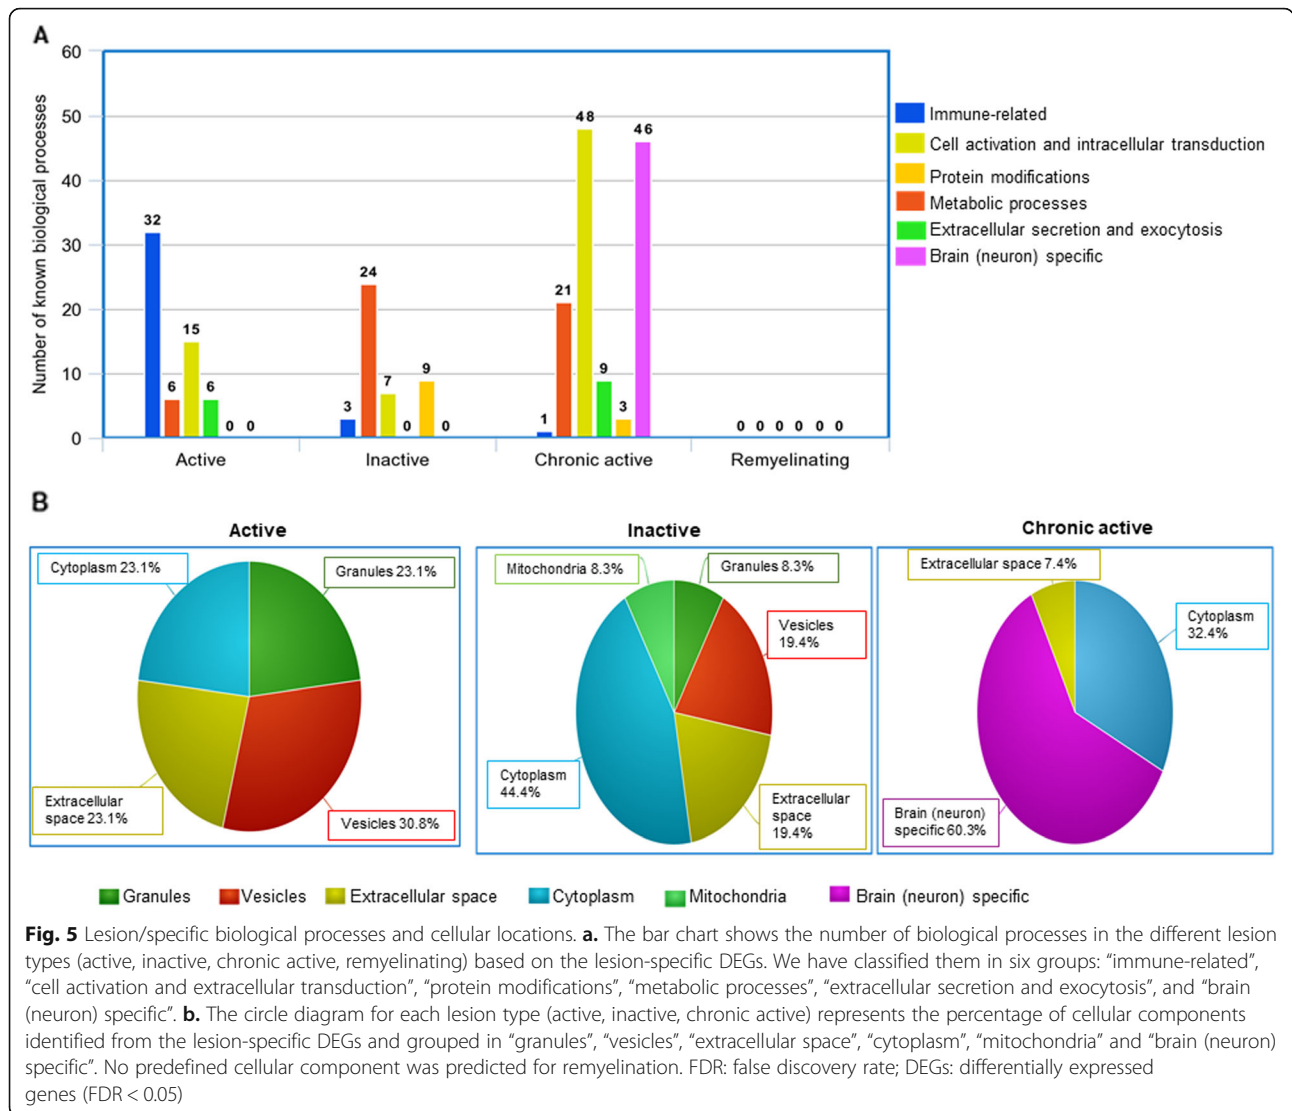 A
60
50
40
30
20
10
0
Number of known biological processes
32
6
15
6
0
0
3
24
7
0
9
0
1
21
48
9
3
46
0 0 0 0 0 0
Active
Inactive
Chronic active
Remyelinating
Immune-related
Cell activation and intracellular transduction
Protein modifications
Metabolic processes
Extracellular secretion and exocytosis
Brain (neuron) specific
B
Active
Cytoplasm 23.1%
Granules 23.1%
Extracellular
space 23.1%
Vesicles 30.8%
Inactive
Mitochondria 8.3%
Granules 8.3%
Vesicles
19.4%
Cytoplasm
44.4%
Extracellular
space
19.4%
Chronic active
Extracellular space 7.4%
Cytoplasm
32.4%
Brain (neuron)
specific 60.3%
Granules
Vesicles
Extracellular space
Cytoplasm
Mitochondria
Brain (neuron) specific
Fig. 5 Lesion/specific biological processes and cellular locations. a. The bar chart shows the number of biological processes in the different lesion
types (active, inactive, chronic active, remyelinating) based on the lesion-specific DEGs. We have classified them in six groups: “immune-related”,
“cell activation and extracellular transduction”, “protein modifications”, “metabolic processes”, “extracellular secretion and exocytosis”, and “brain
(neuron) specific”. b. The circle diagram for each lesion type (active, inactive, chronic active) represents the percentage of cellular components
identified from the lesion-specific DEGs and grouped in “granules”, “vesicles”, “extracellular space”, “cytoplasm”, “mitochondria” and “brain (neuron)
specific”. No predefined cellular component was predicted for remyelination. FDR: false discovery rate; DEGs: differentially expressed
genes (FDR < 0.05)